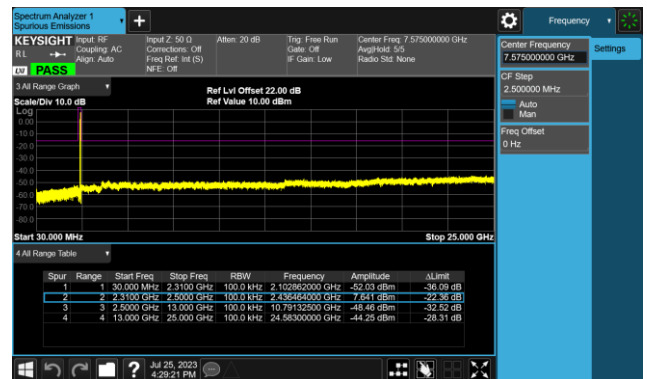 Spectrum Analyzer 1
Spurious Emissions
Frequency
KEYSIGHT Input: RF Input Z: 50 Ω Atten: 20 dB Trig: Free Run Center Freq: 7.575000000 GHz
RL Coupling: AC Corrections: Off Gate: Off Avg|Hold: 5/5
Align: Auto Freq Ref: Int (S) IF Gain: Low Radio Std: None
NFE: Off
LXI PASS
Center Frequency
7.575000000 GHz
Settings
CF Step
2.500000 MHz
Auto
Man
Freq Offset
0 Hz
3 All Range Graph
Ref Lvl Offset 22.00 dB
Scale/Div 10.0 dB Ref Value 10.00 dBm
Log
0.00
-10.0
-20.0
-30.0
-40.0
-50.0
-60.0
-70.0
-80.0
Start 30.000 MHz Stop 25.000 GHz
4 All Range Table
Spur Range Start Freq Stop Freq RBW Frequency Amplitude ΔLimit
1 1 30.000 MHz 2.3100 GHz 100.0 kHz 2.102862000 GHz -52.03 dBm -36.09 dB
2 2 2.3100 GHz 2.5000 GHz 100.0 kHz 2.436464000 GHz 7.641 dBm -22.36 dB
3 3 2.5000 GHz 13.000 GHz 100.0 kHz 10.79132500 GHz -48.46 dBm -32.52 dB
4 4 13.000 GHz 25.000 GHz 100.0 kHz 24.58300000 GHz -44.25 dBm -28.31 dB
Jul 25, 2023
4:29:21 PM